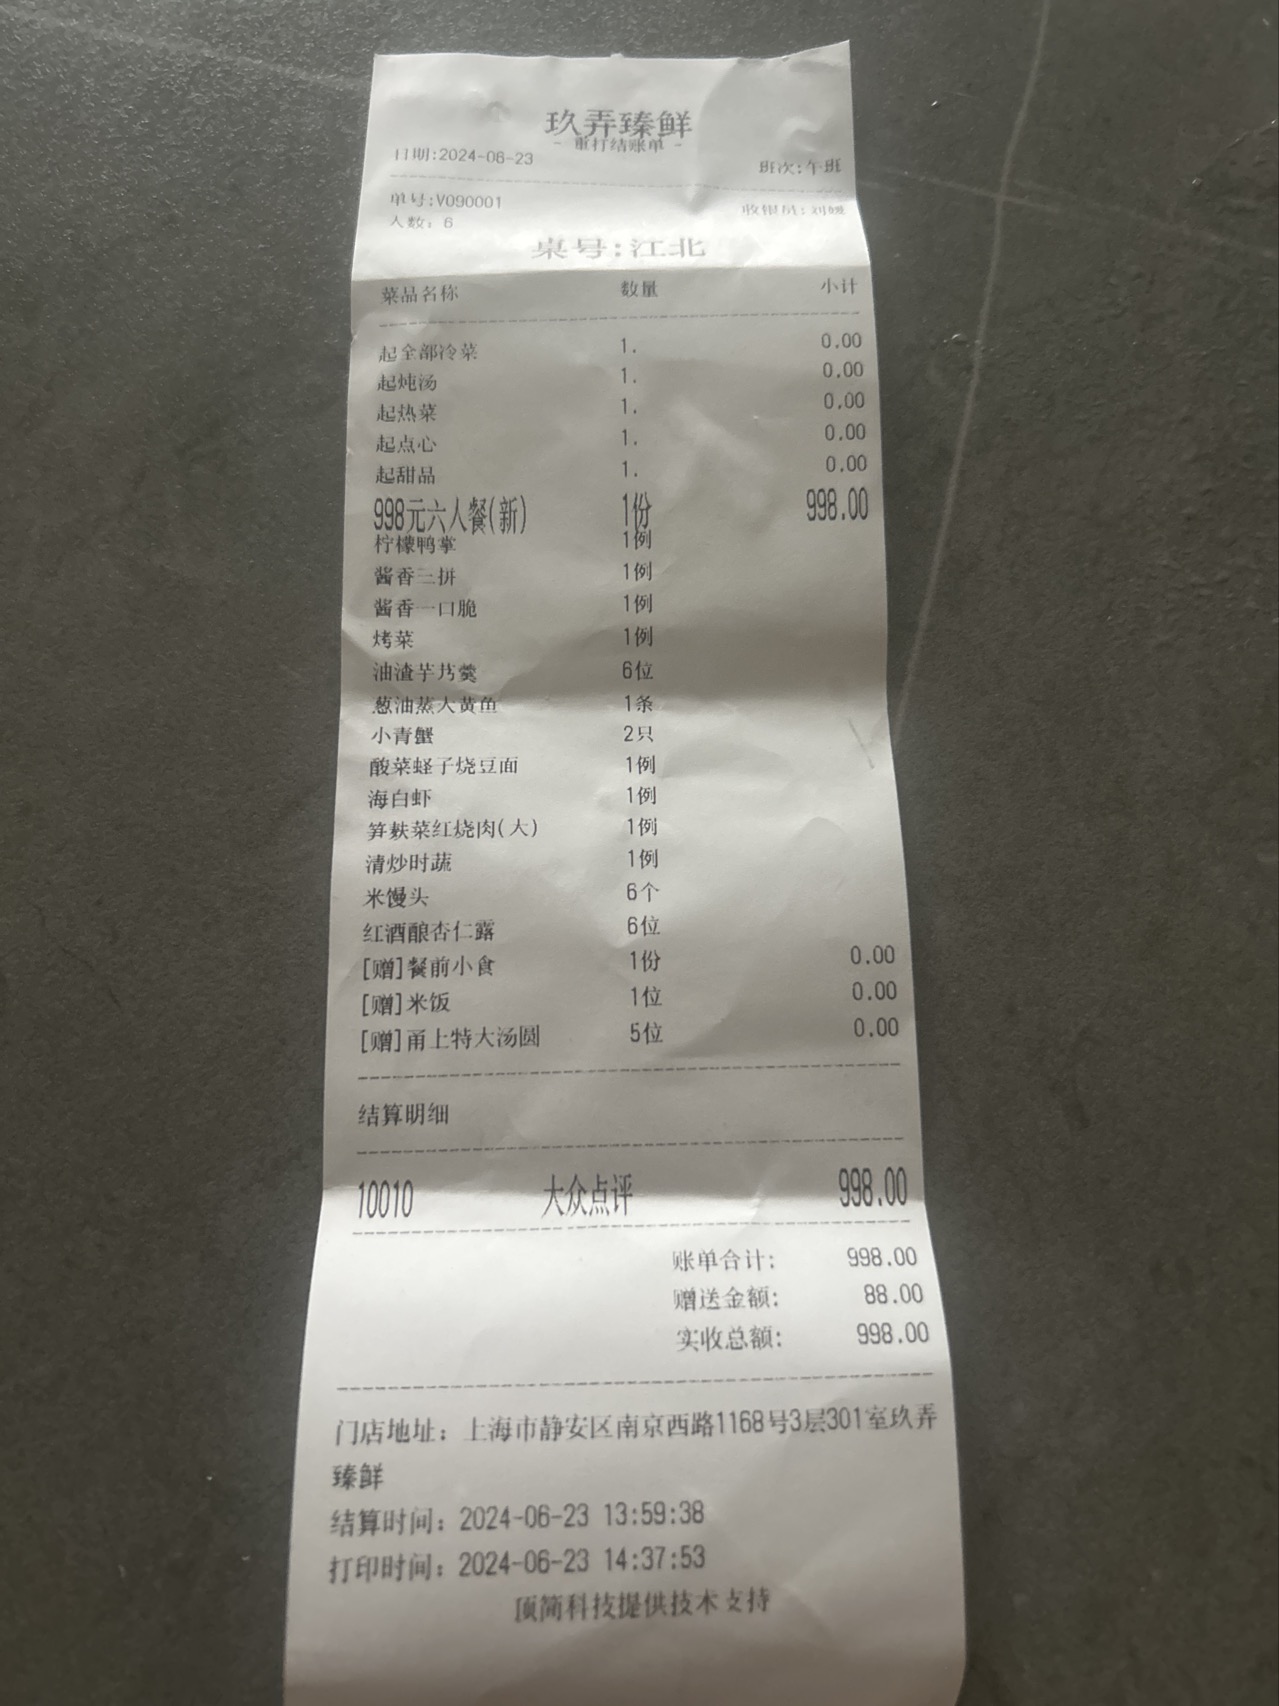 玖弄臻鲜
- 重打结账单 -
日期:2024-06-23 班次:午班
单号:V090001 收银员:刘媛
人数: 6
桌号:江北
菜品名称 数量 小计
起全部冷菜 1. 0.00
起炖汤 1. 0.00
起热菜 1. 0.00
起点心 1. 0.00
起甜品 1. 0.00
998元六人餐(新) 1份 998.00
柠檬鸭掌 1例
酱香三拼 1例
酱香一口脆 1例
烤菜 1例
油渣芋艿羹 6位
葱油蒸大黄鱼 1条
小青蟹 2只
酸菜蛏子烧豆面 1例
海白虾 1例
笋麸菜红烧肉(大) 1例
清炒时蔬 1例
米馒头 6个
红酒酿杏仁露 6位
[赠]餐前小食 1份 0.00
[赠]米饭 1位 0.00
[赠]甬上特大汤圆 5位 0.00
结算明细
10010 大众点评 998.00
账单合计: 998.00
赠送金额: 88.00
实收总额: 998.00
门店地址: 上海市静安区南京西路1168号3层301室玖弄
臻鲜
结算时间: 2024-06-23 13:59:38
打印时间: 2024-06-23 14:37:53
顶简科技提供技术支持